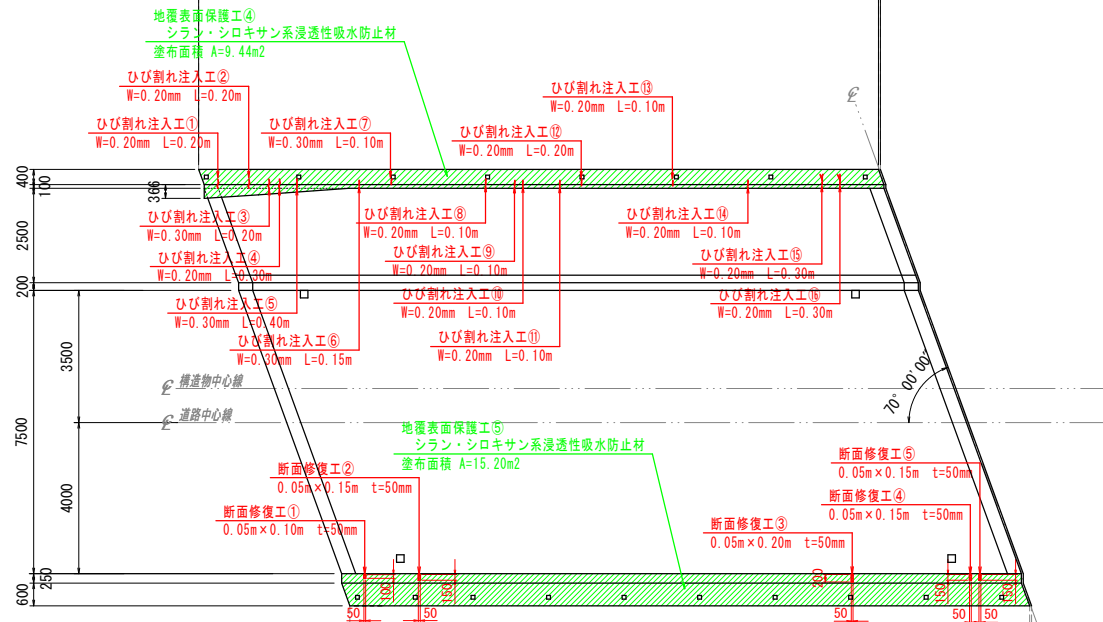 地覆表面保護工④
シラン・シロキサン系浸透性吸水防止材
塗布面積 A=9.44m2
ひび割れ注入工②
W=0.20mm L=0.20m
ひび割れ注入工⑬
W=0.20mm L=0.10m
℄
ひび割れ注入工①
W=0.20mm L=0.20m
ひび割れ注入工⑦
W=0.30mm L=0.10m
ひび割れ注入工⑫
W=0.20mm L=0.20m
400
100
366
ひび割れ注入工③
W=0.30mm L=0.20m
ひび割れ注入工⑧
W=0.20mm L=0.10m
ひび割れ注入工⑭
W=0.20mm L=0.10m
2500
ひび割れ注入工④
W=0.20mm L=0.30m
ひび割れ注入工⑨
W=0.20mm L=0.10m
ひび割れ注入工⑮
W=0.20mm L=0.30m
200
ひび割れ注入工⑤
W=0.30mm L=0.40m
ひび割れ注入工⑩
W=0.20mm L=0.10m
ひび割れ注入工⑯
W=0.20mm L=0.30m
ひび割れ注入工⑥
W=0.30mm L=0.15m
ひび割れ注入工⑪
W=0.20mm L=0.10m
3500
70° 00' 00"
℄ 構造物中心線
℄ 道路中心線
7500
地覆表面保護工⑤
シラン・シロキサン系浸透性吸水防止材
塗布面積 A=15.20m2
断面修復工②
0.05m×0.15m t=50mm
断面修復工⑤
0.05m×0.15m t=50mm
4000
断面修復工①
0.05m×0.10m t=50mm
断面修復工④
0.05m×0.15m t=50mm
断面修復工③
0.05m×0.20m t=50mm
250
600
100
150
200
150
150
50
50
50
50
50